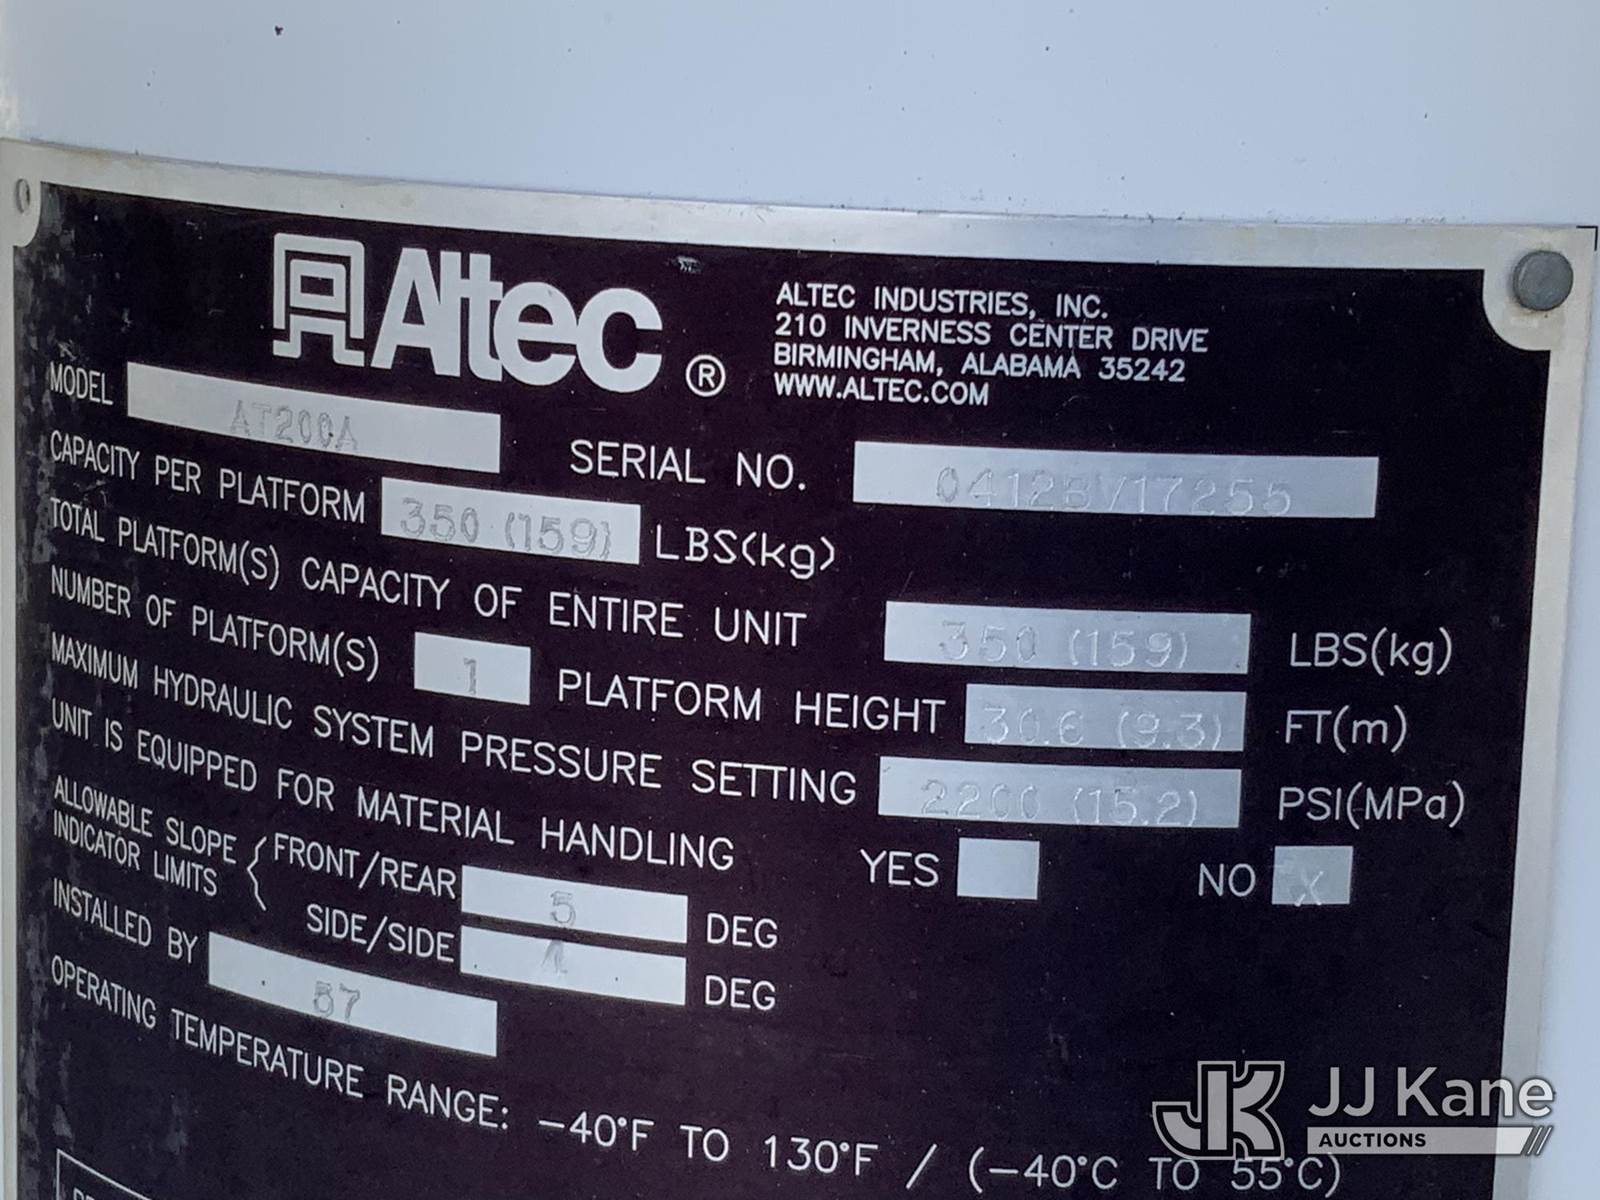 Altec ®
ALTEC INDUSTRIES, INC.
210 INVERNESS CENTER DRIVE
BIRMINGHAM, ALABAMA 35242
WWW.ALTEC.COM
MODEL AT200A
SERIAL NO. 0412BV17255
CAPACITY PER PLATFORM 350 (159) LBS(kg)
TOTAL PLATFORM(S) CAPACITY OF ENTIRE UNIT 350 (159) LBS(kg)
NUMBER OF PLATFORM(S) 1 PLATFORM HEIGHT 30.6 (9.3) FT(m)
MAXIMUM HYDRAULIC SYSTEM PRESSURE SETTING 2200 (15.2) PSI(MPa)
UNIT IS EQUIPPED FOR MATERIAL HANDLING YES NO X
ALLOWABLE SLOPE
INDICATOR LIMITS
FRONT/REAR 5 DEG
SIDE/SIDE DEG
INSTALLED BY 57
OPERATING TEMPERATURE RANGE: -40°F TO 130°F / (-40°C TO 55°C)
JK JJ Kane
AUCTIONS